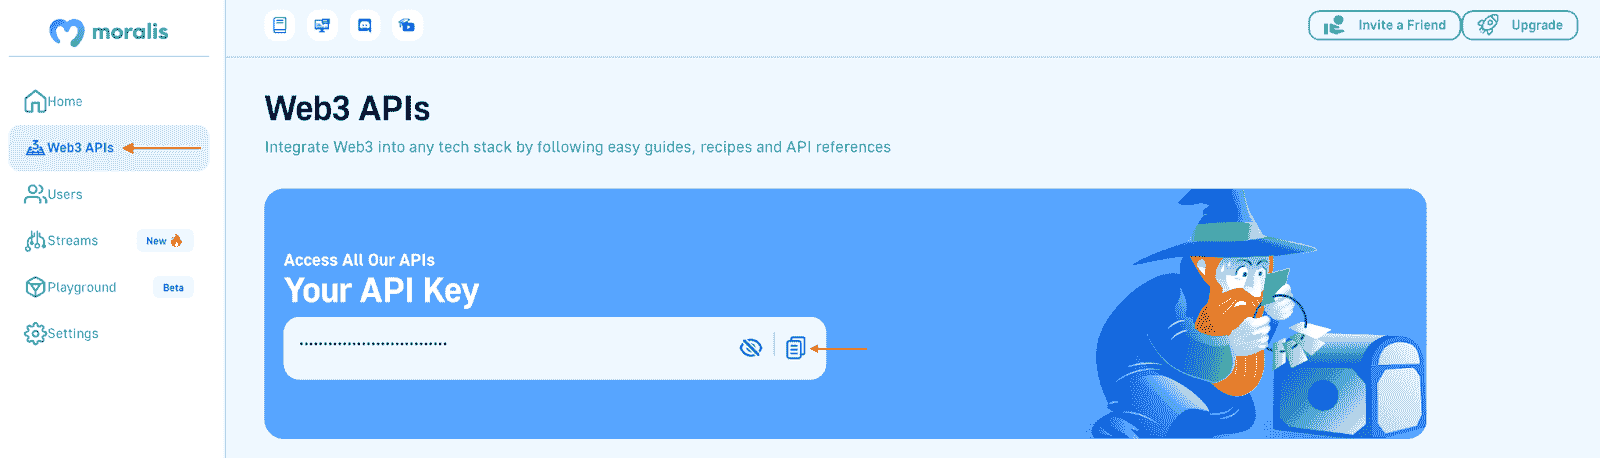 moralis
Invite a Friend
Upgrade
Home
Web3 APIs
Users
Streams
New
Playground
Beta
Settings
Web3 APIs
Integrate Web3 into any tech stack by following easy guides, recipes and API references
Access All Our APIs
Your API Key